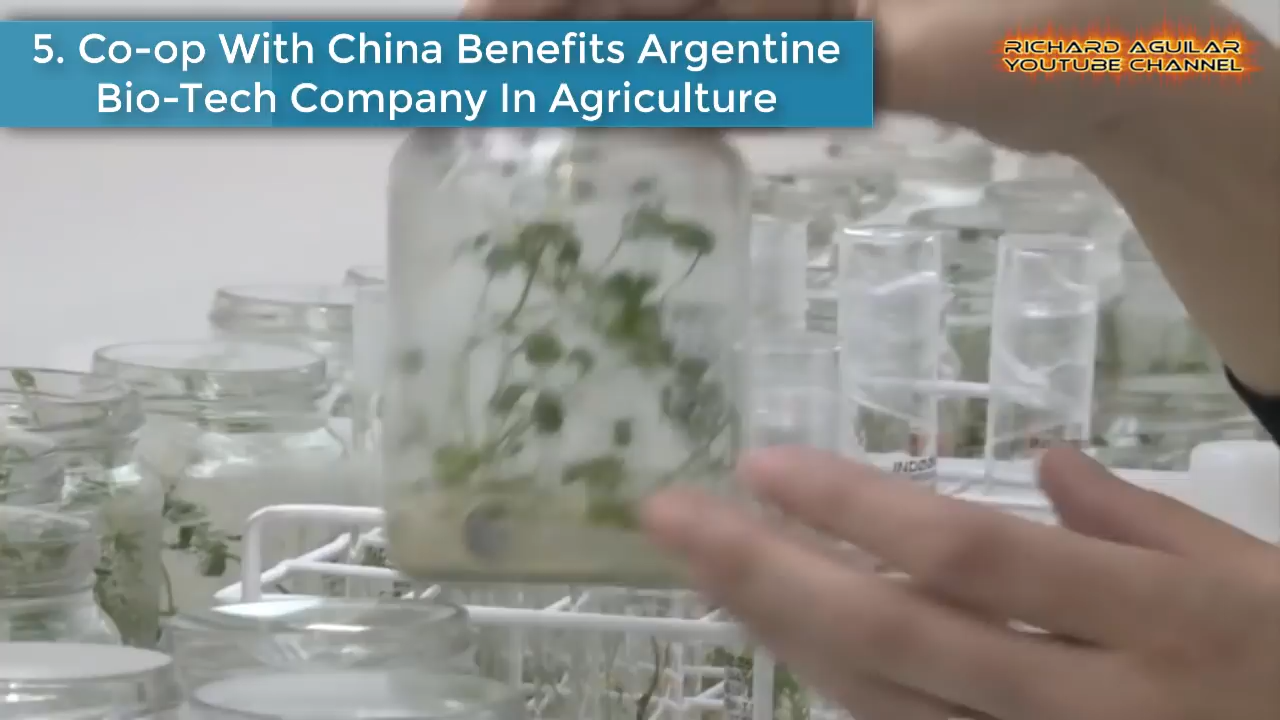 5. Co-op With China Benefits Argentine
Bio-Tech Company In Agriculture
RICHARD AGUILAR
YOUTUBE CHANNEL